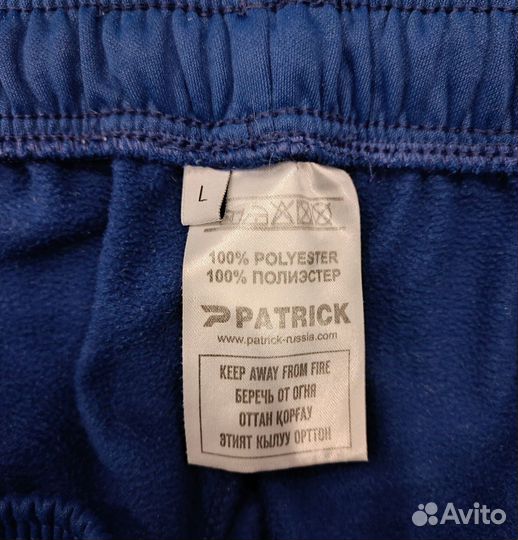 L
100% POLYESTER
100% ПОЛИЭСТЕР
PATRICK
www.patrick-russia.com
KEEP AWAY FROM FIRE
БЕРЕЧЬ ОТ ОГНЯ
ОТТАН ҚОРҒАУ
ЭТИЯТ КЫЛУУ ОРТТОН
Avito